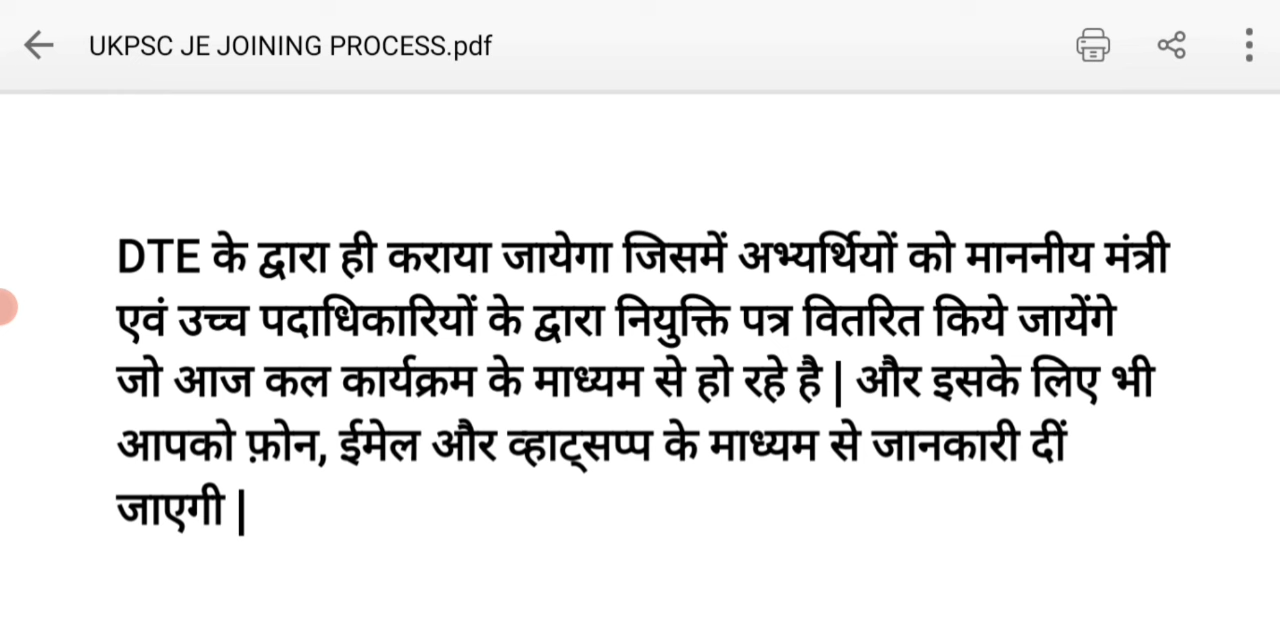 UKPSC JE JOINING PROCESS.pdf
DTE के द्वारा ही कराया जायेगा जिसमें अभ्यर्थियों को माननीय मंत्री
एवं उच्च पदाधिकारियों के द्वारा नियुक्ति पत्र वितरित किये जायेंगे
जो आज कल कार्यक्रम के माध्यम से हो रहे है | और इसके लिए भी
आपको फ़ोन, ईमेल और व्हाट्सप्प के माध्यम से जानकारी दीं
जाएगी |